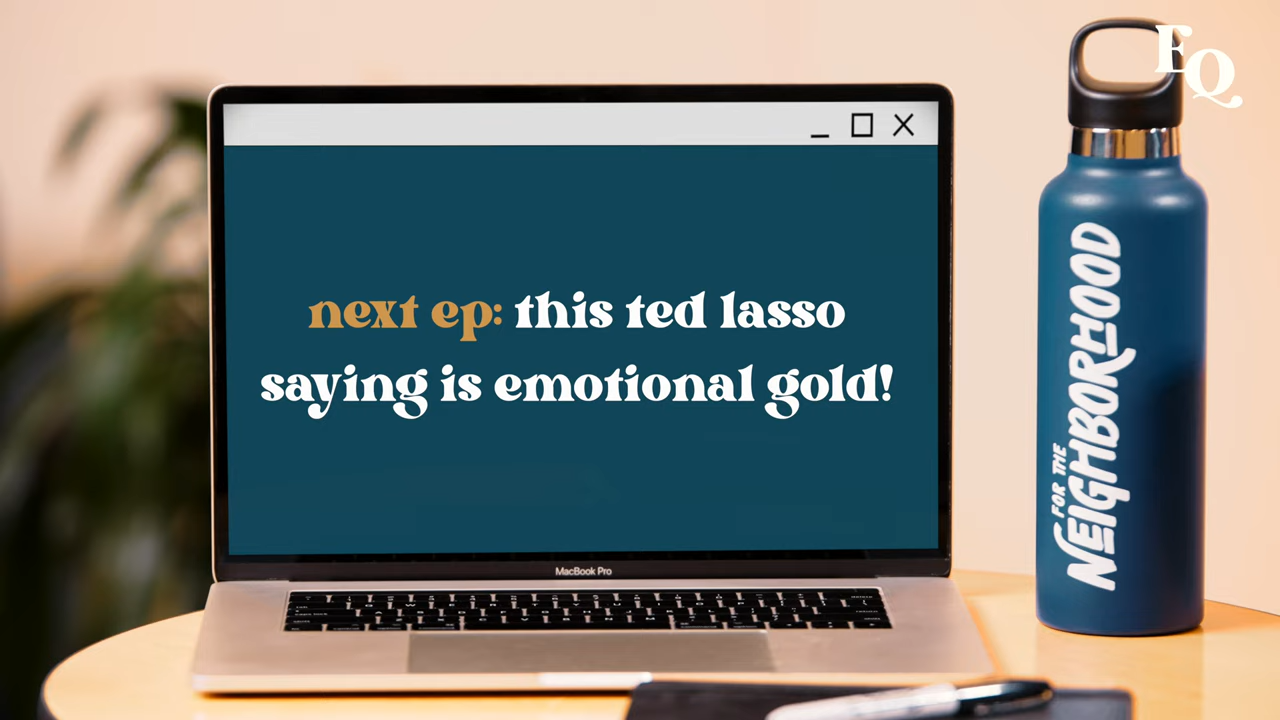 EQ
next ep: this ted lasso
saying is emotional gold!
MacBook Pro
FOR THE
NEIGHBORHOOD